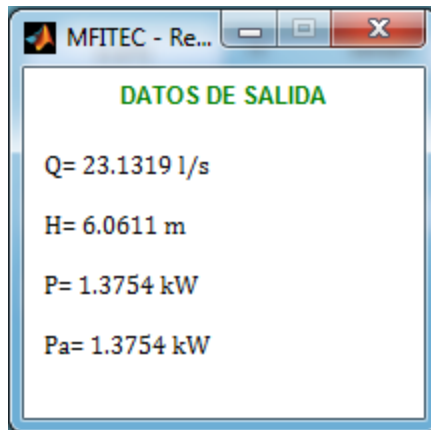 MFITEC - Re...
DATOS DE SALIDA
Q= 23.1319 l/s
H= 6.0611 m
P= 1.3754 kW
Pa= 1.3754 kW